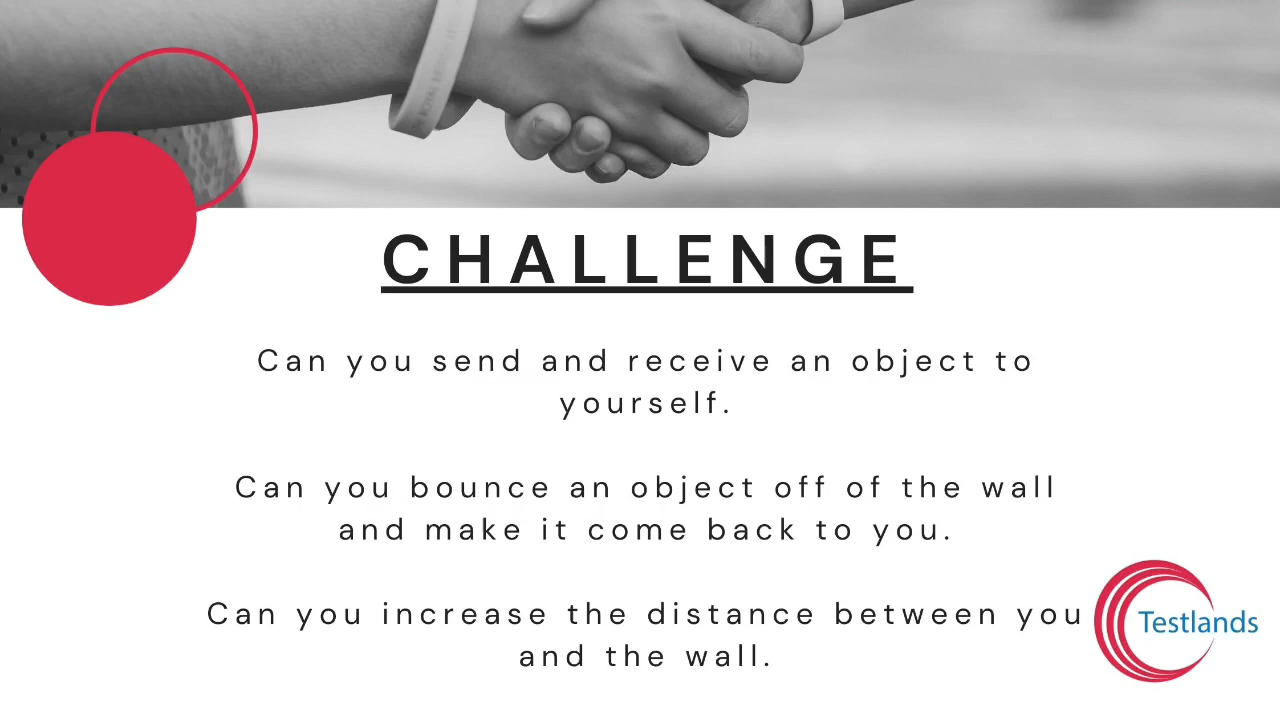 CHALLENGE
Can you send and receive an object to
yourself.
Can you bounce an object off of the wall
and make it come back to you.
Can you increase the distance between you
and the wall.
Testlands